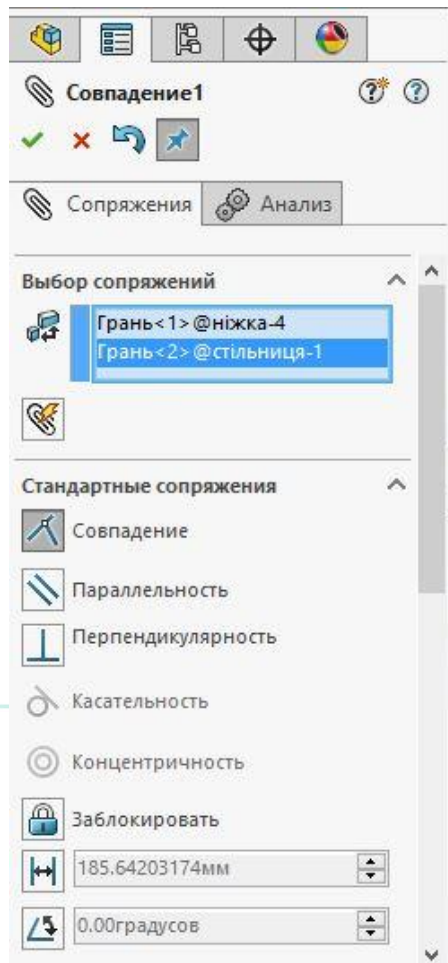 Совпадение1
Сопряжения Анализ
Выбор сопряжений
Грань<1>@ніжка-4
Грань<2>@стільниця-1
Стандартные сопряжения
Совпадение
Параллельность
Перпендикулярность
Касательность
Концентричность
Заблокировать
185.64203174мм
0.00градусов